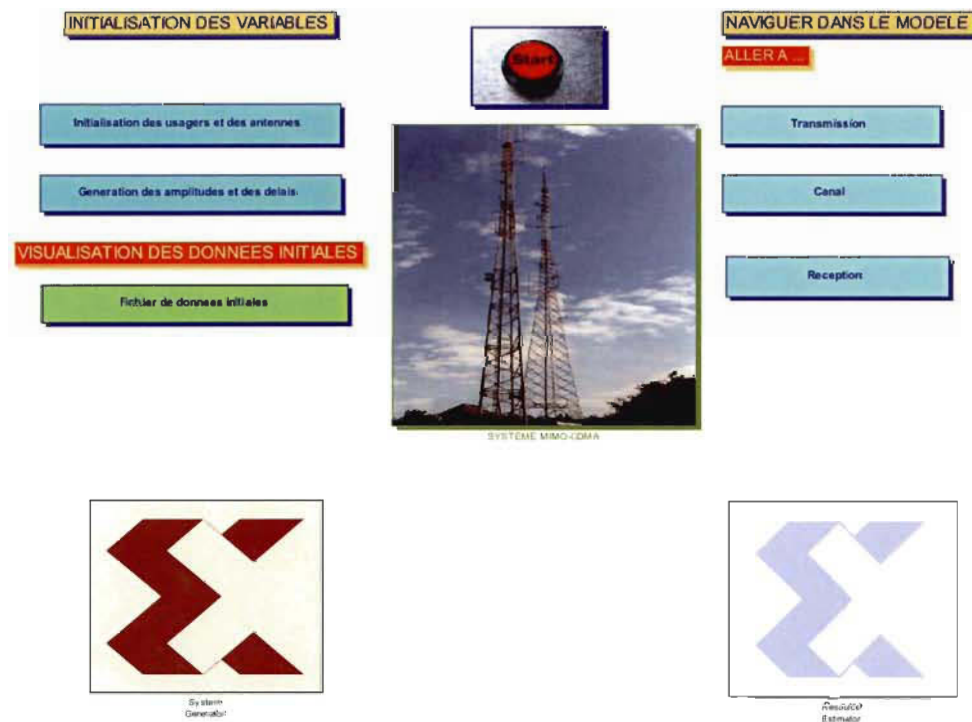 INITIALISATION DES VARIABLES
Initialisation des usagers et des antennes
Generation des amplitudes et des delais
VISUALISATION DES DONNEES INITIALES
Fichier de donnees initiales
Start
SYSTEME MIMO-CDMA
NAVIGUER DANS LE MODELE
ALLER A ...
Transmission
Canal
Reception
System
Generator
Resource
Estimator